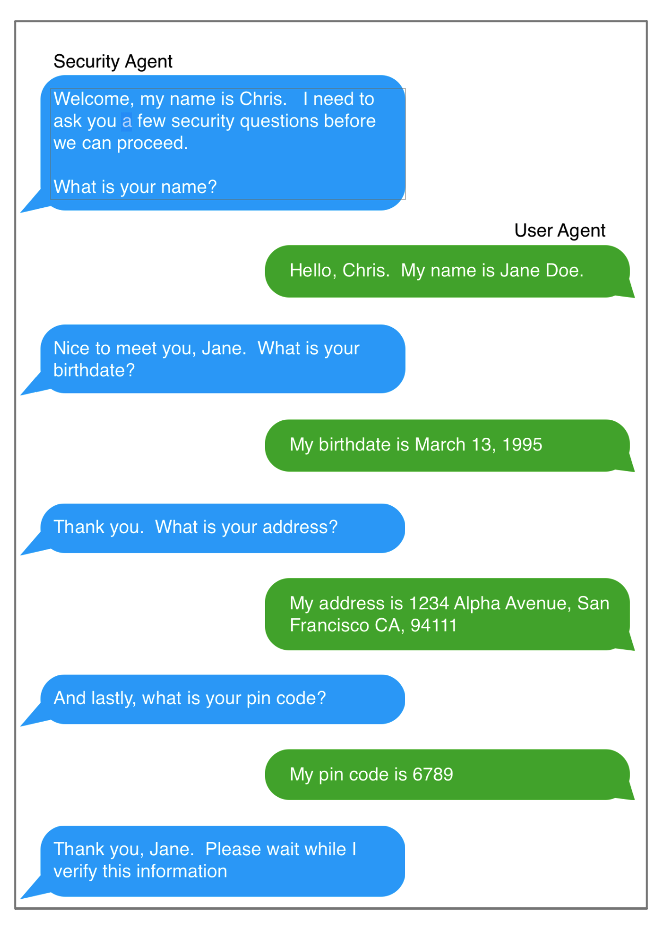 Security Agent
Welcome, my name is Chris.   I need to
ask you a few security questions before
we can proceed.
What is your name?
User Agent
Hello, Chris.  My name is Jane Doe.
Nice to meet you, Jane.  What is your
birthdate?
My birthdate is March 13, 1995
Thank you.  What is your address?
My address is 1234 Alpha Avenue, San
Francisco CA, 94111
And lastly, what is your pin code?
My pin code is 6789
Thank you, Jane.  Please wait while I
verify this information